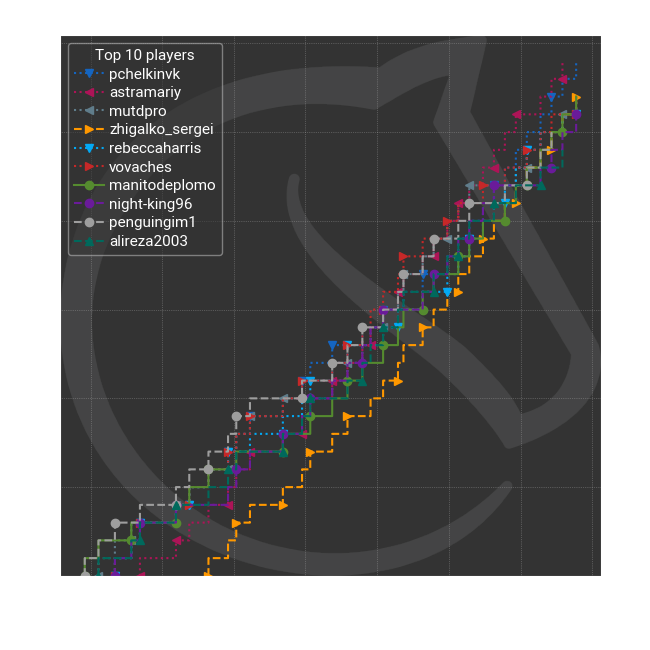 Top 10 players
pchelkinvk
astramariy
mutdpro
zhigalko_sergei
rebeccaharris
vovaches
manitodeplomo
night-king96
penguingim1
alireza2003